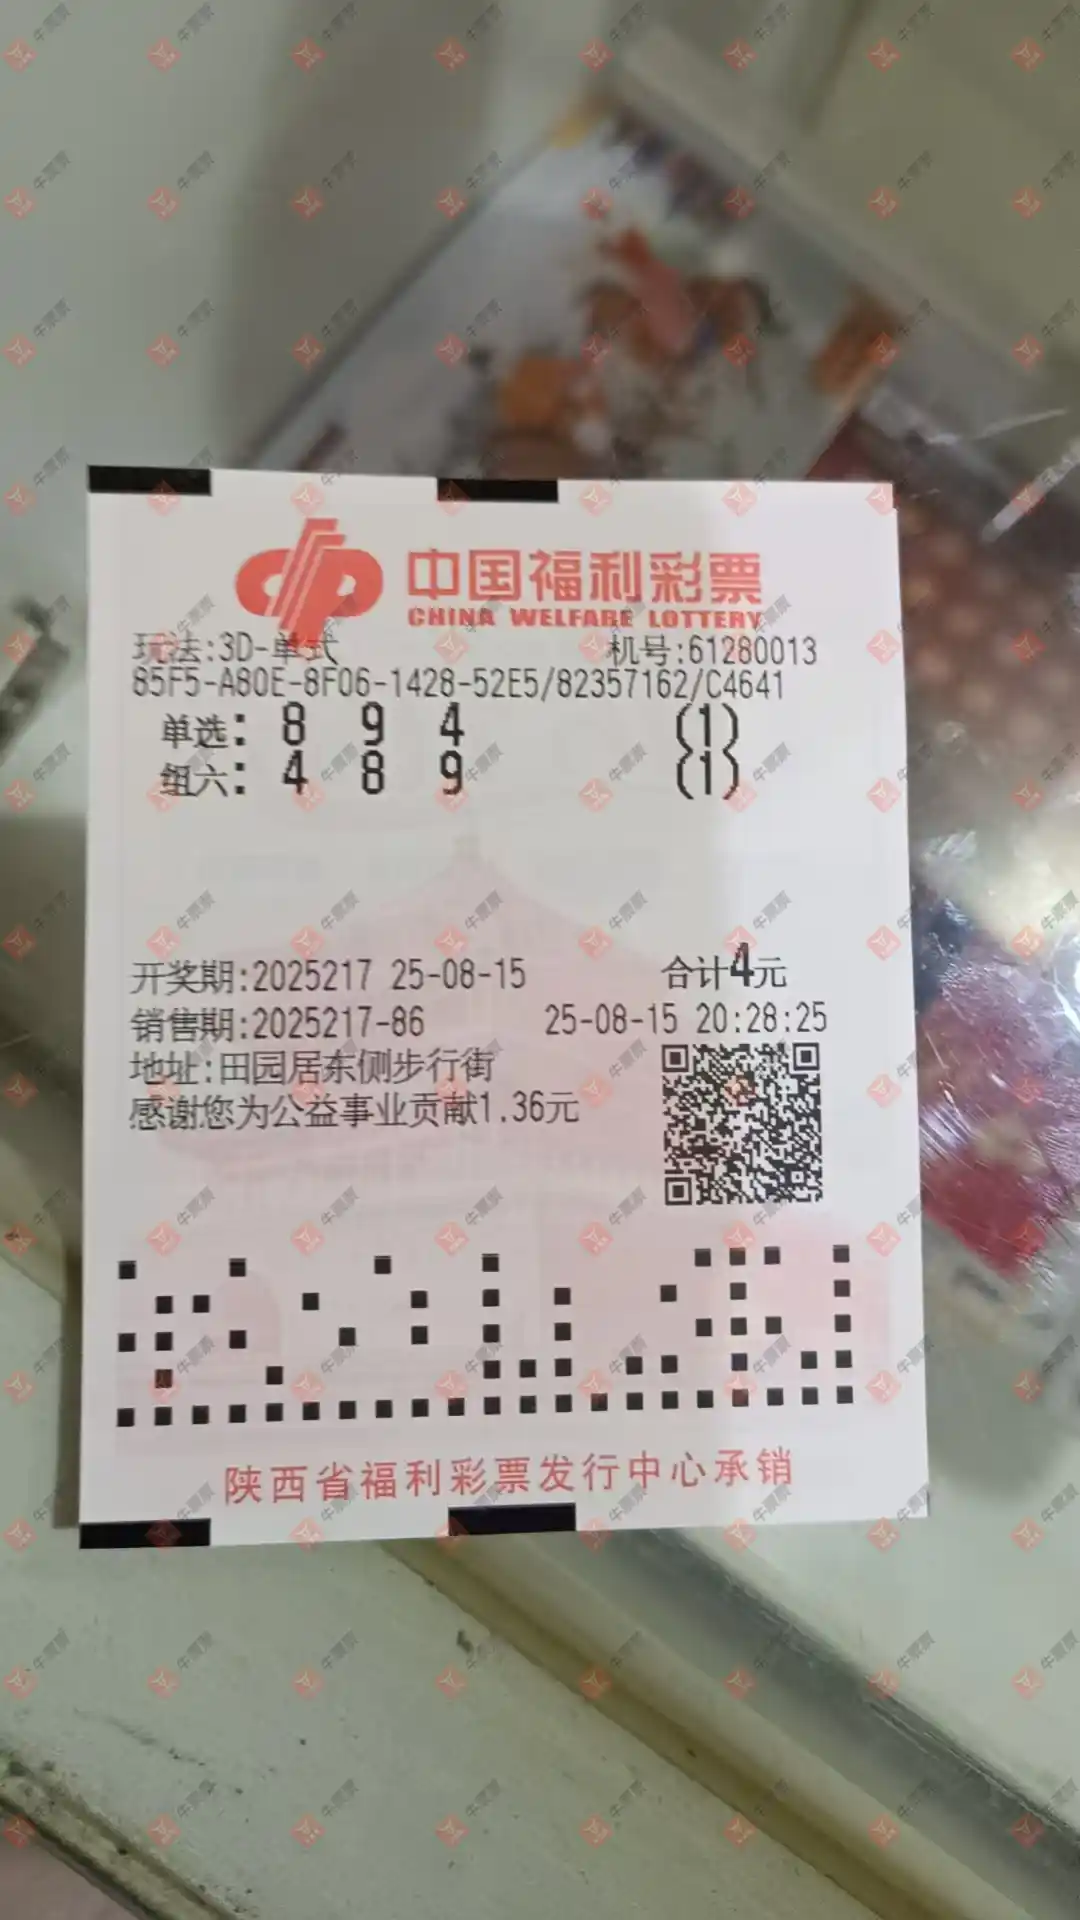 中国福利彩票
CHINA WELFARE LOTTERY
玩法:3D-单式 机号:61280013
85F5-A80E-8F06-1428-52E5/82357162/C4641
单选: 8 9 4 (1)
组六: 4 8 9 (1)
开奖期:2025217 25-08-15 合计4元
销售期:2025217-86 25-08-15 20:28:25
地址:田园居东侧步行街
感谢您为公益事业贡献1.36元
陕西省福利彩票发行中心承销